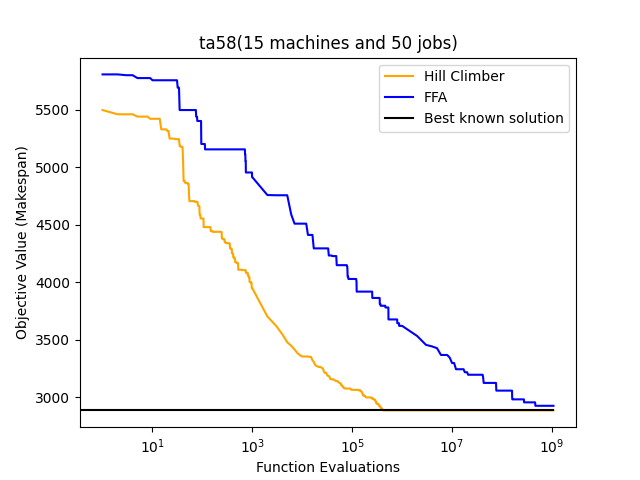 ta58(15 machines and 50 jobs)
Hill Climber
FFA
Best known solution
Objective Value (Makespan)
5500
5000
4500
4000
3500
3000
10^1
10^3
10^5
10^7
10^9
Function Evaluations